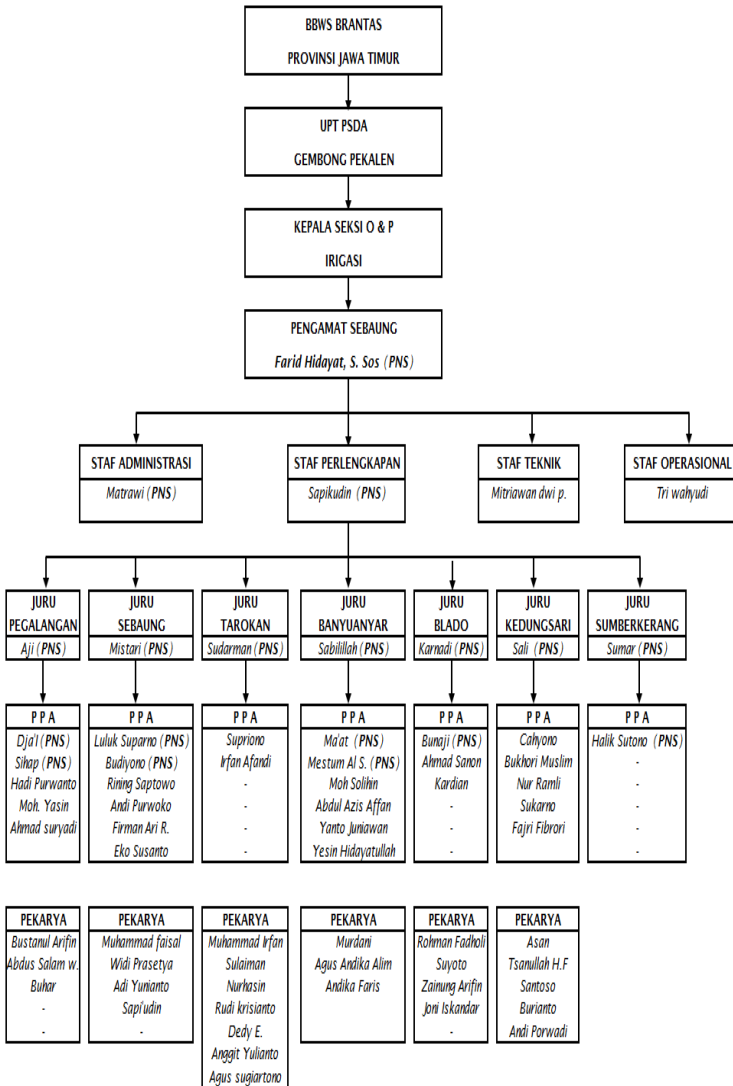 BBWS BRANTAS
PROVINSI JAWA TIMUR
UPT PSDA
GEMBONG PEKALEN
KEPALA SEKSI O & P
IRIGASI
PENGAMAT SEBAUNG
Farid Hidayat, S. Sos (PNS)
STAF ADMINISTRASI
Matrawi (PNS)
STAF PERLENGKAPAN
Sapikudin (PNS)
STAF TEKNIK
Mitriawan dwi p.
STAF OPERASIONAL
Tri wahyudi
JURU
PEGALANGAN
Aji (PNS)
JURU
SEBAUNG
Mistari (PNS)
JURU
TAROKAN
Sudarman (PNS)
JURU
BANYUANYAR
Sabilillah (PNS)
JURU
BLADO
Karnadi (PNS)
JURU
KEDUNGSARI
Sali (PNS)
JURU
SUMBERKERANG
Sumar (PNS)
P P A
Dja'I (PNS)
Sihap (PNS)
Hadi Purwanto
Moh. Yasin
Ahmad suryadi
P P A
Luluk Suparno (PNS)
Budiyono (PNS)
Rining Saptowo
Andi Purwoko
Firman Ari R.
Eko Susanto
P P A
Supriono
Irfan Afandi
-
-
-
-
P P A
Ma'at (PNS)
Mestum Al S. (PNS)
Moh Solihin
Abdul Azis Affan
Yanto Juniawan
Yesin Hidayatullah
P P A
Bunaji (PNS)
Ahmad Sanon
Kardian
-
-
-
P P A
Cahyono
Bukhori Muslim
Nur Ramli
Sukarno
Fajri Fibrori
P P A
Halik Sutono (PNS)
-
-
-
-
PEKARYA
Bustanul Arifin
Abdus Salam w.
Buhar
-
-
PEKARYA
Muhammad faisal
Widi Prasetya
Adi Yunianto
Sapi'udin
-
PEKARYA
Muhammad Irfan
Sulaiman
Nurhasin
Rudi krisianto
Dedy E.
Anggit Yulianto
Agus sugiartono
PEKARYA
Murdani
Agus Andika Alim
Andika Faris
PEKARYA
Rohman Fadholi
Suyoto
Zainung Arifin
Joni Iskandar
-
PEKARYA
Asan
Tsanullah H.F
Santoso
Burianto
Andi Porwadi